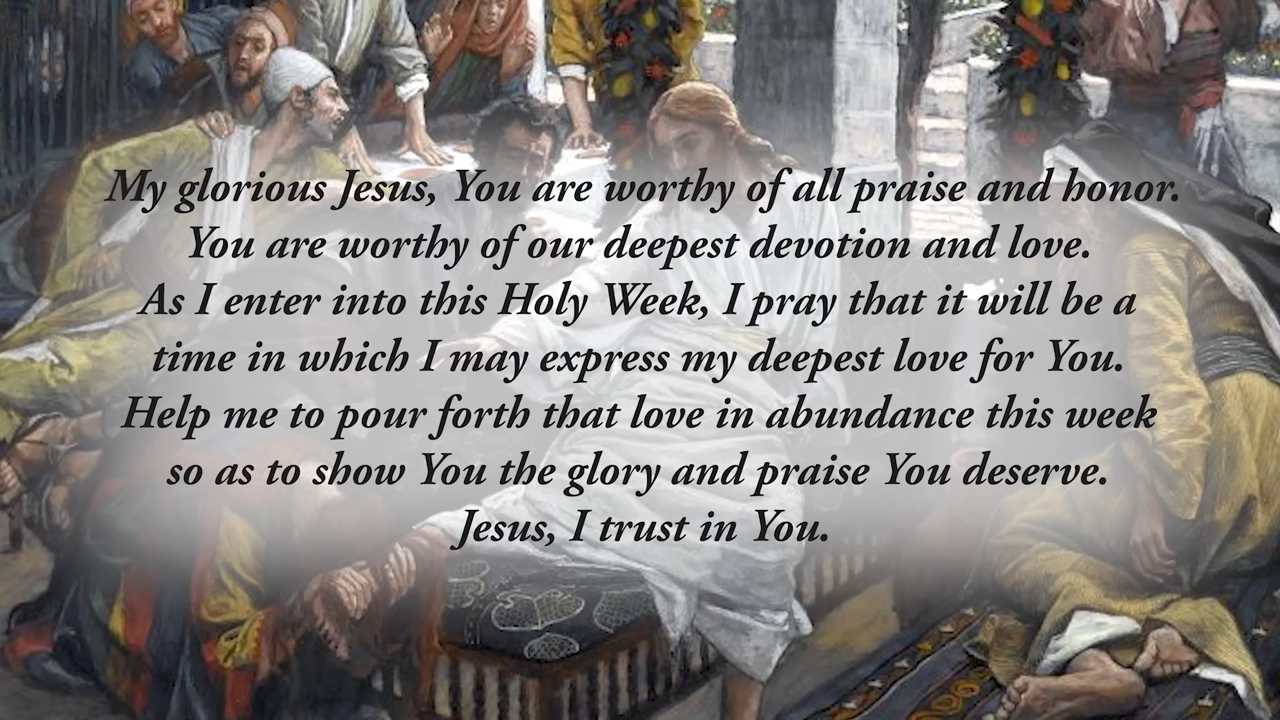 My glorious Jesus, You are worthy of all praise and honor.
You are worthy of our deepest devotion and love.
As I enter into this Holy Week, I pray that it will be a
time in which I may express my deepest love for You.
Help me to pour forth that love in abundance this week
so as to show You the glory and praise You deserve.
Jesus, I trust in You.